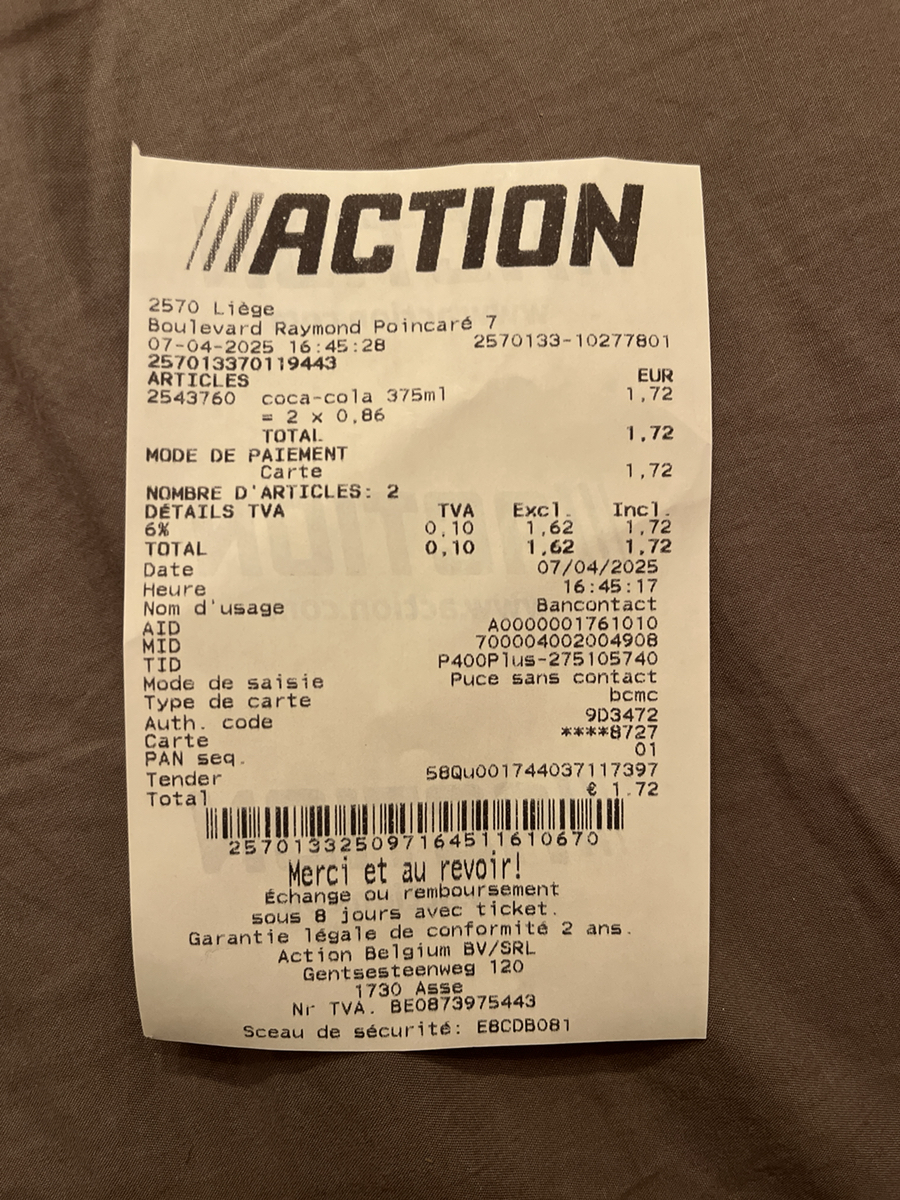 ///ACTION
2570 Liège
Boulevard Raymond Poincaré 7
07-04-2025 16:45:28 2570133-10277801
257013370119443
ARTICLES EUR
2543760 coca-cola 375ml 1,72
= 2 x 0,86
TOTAL 1,72
MODE DE PAIEMENT
Carte 1,72
NOMBRE D'ARTICLES: 2
DÉTAILS TVA TVA Excl. Incl.
6% 0,10 1,62 1,72
TOTAL 0,10 1,62 1,72
Date 07/04/2025
Heure 16:45:17
Nom d'usage Bancontact
AID A0000001761010
MID 700004002004908
TID P400Plus-275105740
Mode de saisie Puce sans contact
Type de carte bcmc
Auth. code 9D3472
Carte ****8727
PAN seq. 01
Tender 58Qu001744037117397
Total € 1.72
257013325097164511610670
Merci et au revoir!
Échange ou remboursement
sous 8 jours avec ticket.
Garantie légale de conformité 2 ans.
Action Belgium BV/SRL
Gentsesteenweg 120
1730 Asse
Nr TVA. BE0873975443
Sceau de sécurité: E8CDB081